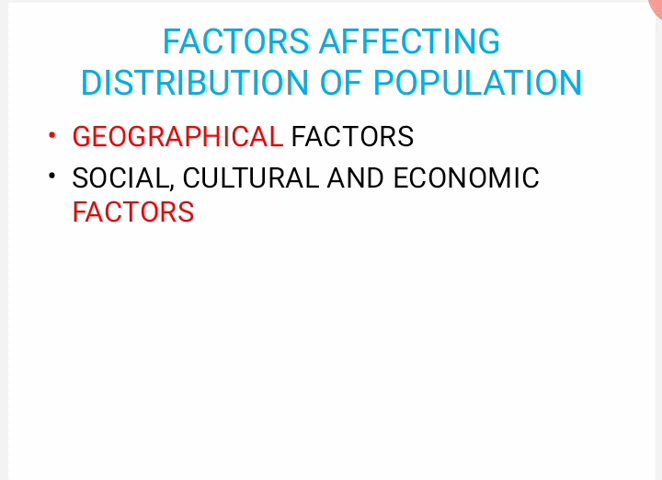 FACTORS AFFECTING
DISTRIBUTION OF POPULATION
• GEOGRAPHICAL FACTORS
• SOCIAL, CULTURAL AND ECONOMIC
FACTORS